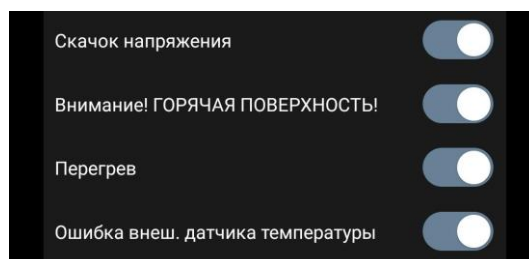 Скачок напряжения
Внимание! ГОРЯЧАЯ ПОВЕРХНОСТЬ!
Перегрев
Ошибка внеш. датчика температуры